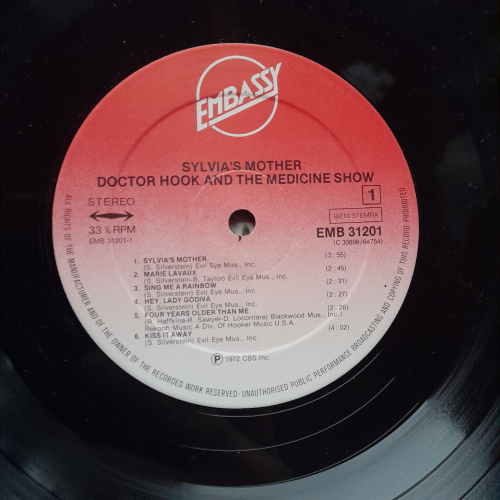 EMBASSY
SYLVIA'S MOTHER
DOCTOR HOOK AND THE MEDICINE SHOW
STEREO
33 ⅓ RPM
EMB 31201-1
1
BIEM/STEMRA
EMB 31201
(C 30898/64754)
1. SYLVIA'S MOTHER (3:55)
(S. Silverstein) Evil Eye Mus., Inc.
2. MARIE LAVAUX (2:45)
(S. Silverstein-B. Taylor) Evil Eye Mus., Inc.
3. SING ME A RAINBOW (2:31)
(S. Silverstein) Evil Eye Mus., Inc.
4. HEY, LADY GODIVA (2:27)
(S. Silverstein) Evil Eye Mus., Inc.
5. FOUR YEARS OLDER THAN ME (2:26)
(R. Haffkine-R. Sawyer-D. Locorriere) Blackwood Mus., Inc./
Rekoon Music A Div. Of Hooker Music U.S.A.
6. KISS IT AWAY (4:02)
(S. Silverstein) Evil Eye Mus., Inc.
Ⓟ 1972 CBS Inc.
ALL RIGHTS OF THE MANUFACTURER AND OF THE OWNER OF THE RECORDED WORK RESERVED · UNAUTHORISED PUBLIC PERFORMANCE BROADCASTING AND COPYING OF THIS RECORD PROHIBITED